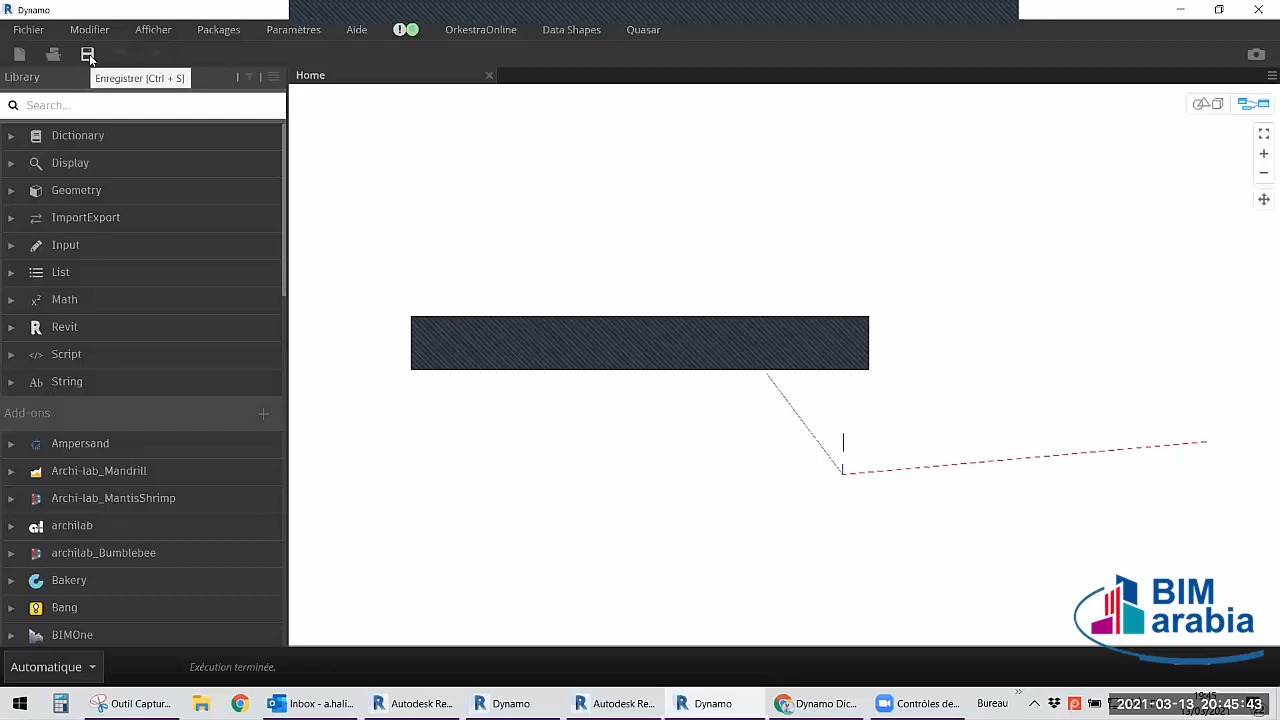 Dynamo
Fichier Modifier Afficher Packages Paramètres Aide OrkestraOnline Data Shapes Quasar
Enregistrer [Ctrl + S]
Library
Home
Search...
Dictionary
Display
Geometry
ImportExport
Input
List
Math
Revit
Script
String
Add-ons
Ampersand
Archi-lab_Mandrill
Archi-lab_MantisShrimp
archilab
archilab_Bumblebee
Bakery
Bang
BIMOne
BIM
arabia
Automatique
Exécution terminée.
Outil Captur... Inbox - a.hali... Autodesk Re... Dynamo Autodesk Re... Dynamo Dynamo Dic... Contrôles de... Bureau
19:45
2021-03-13 20:45:43